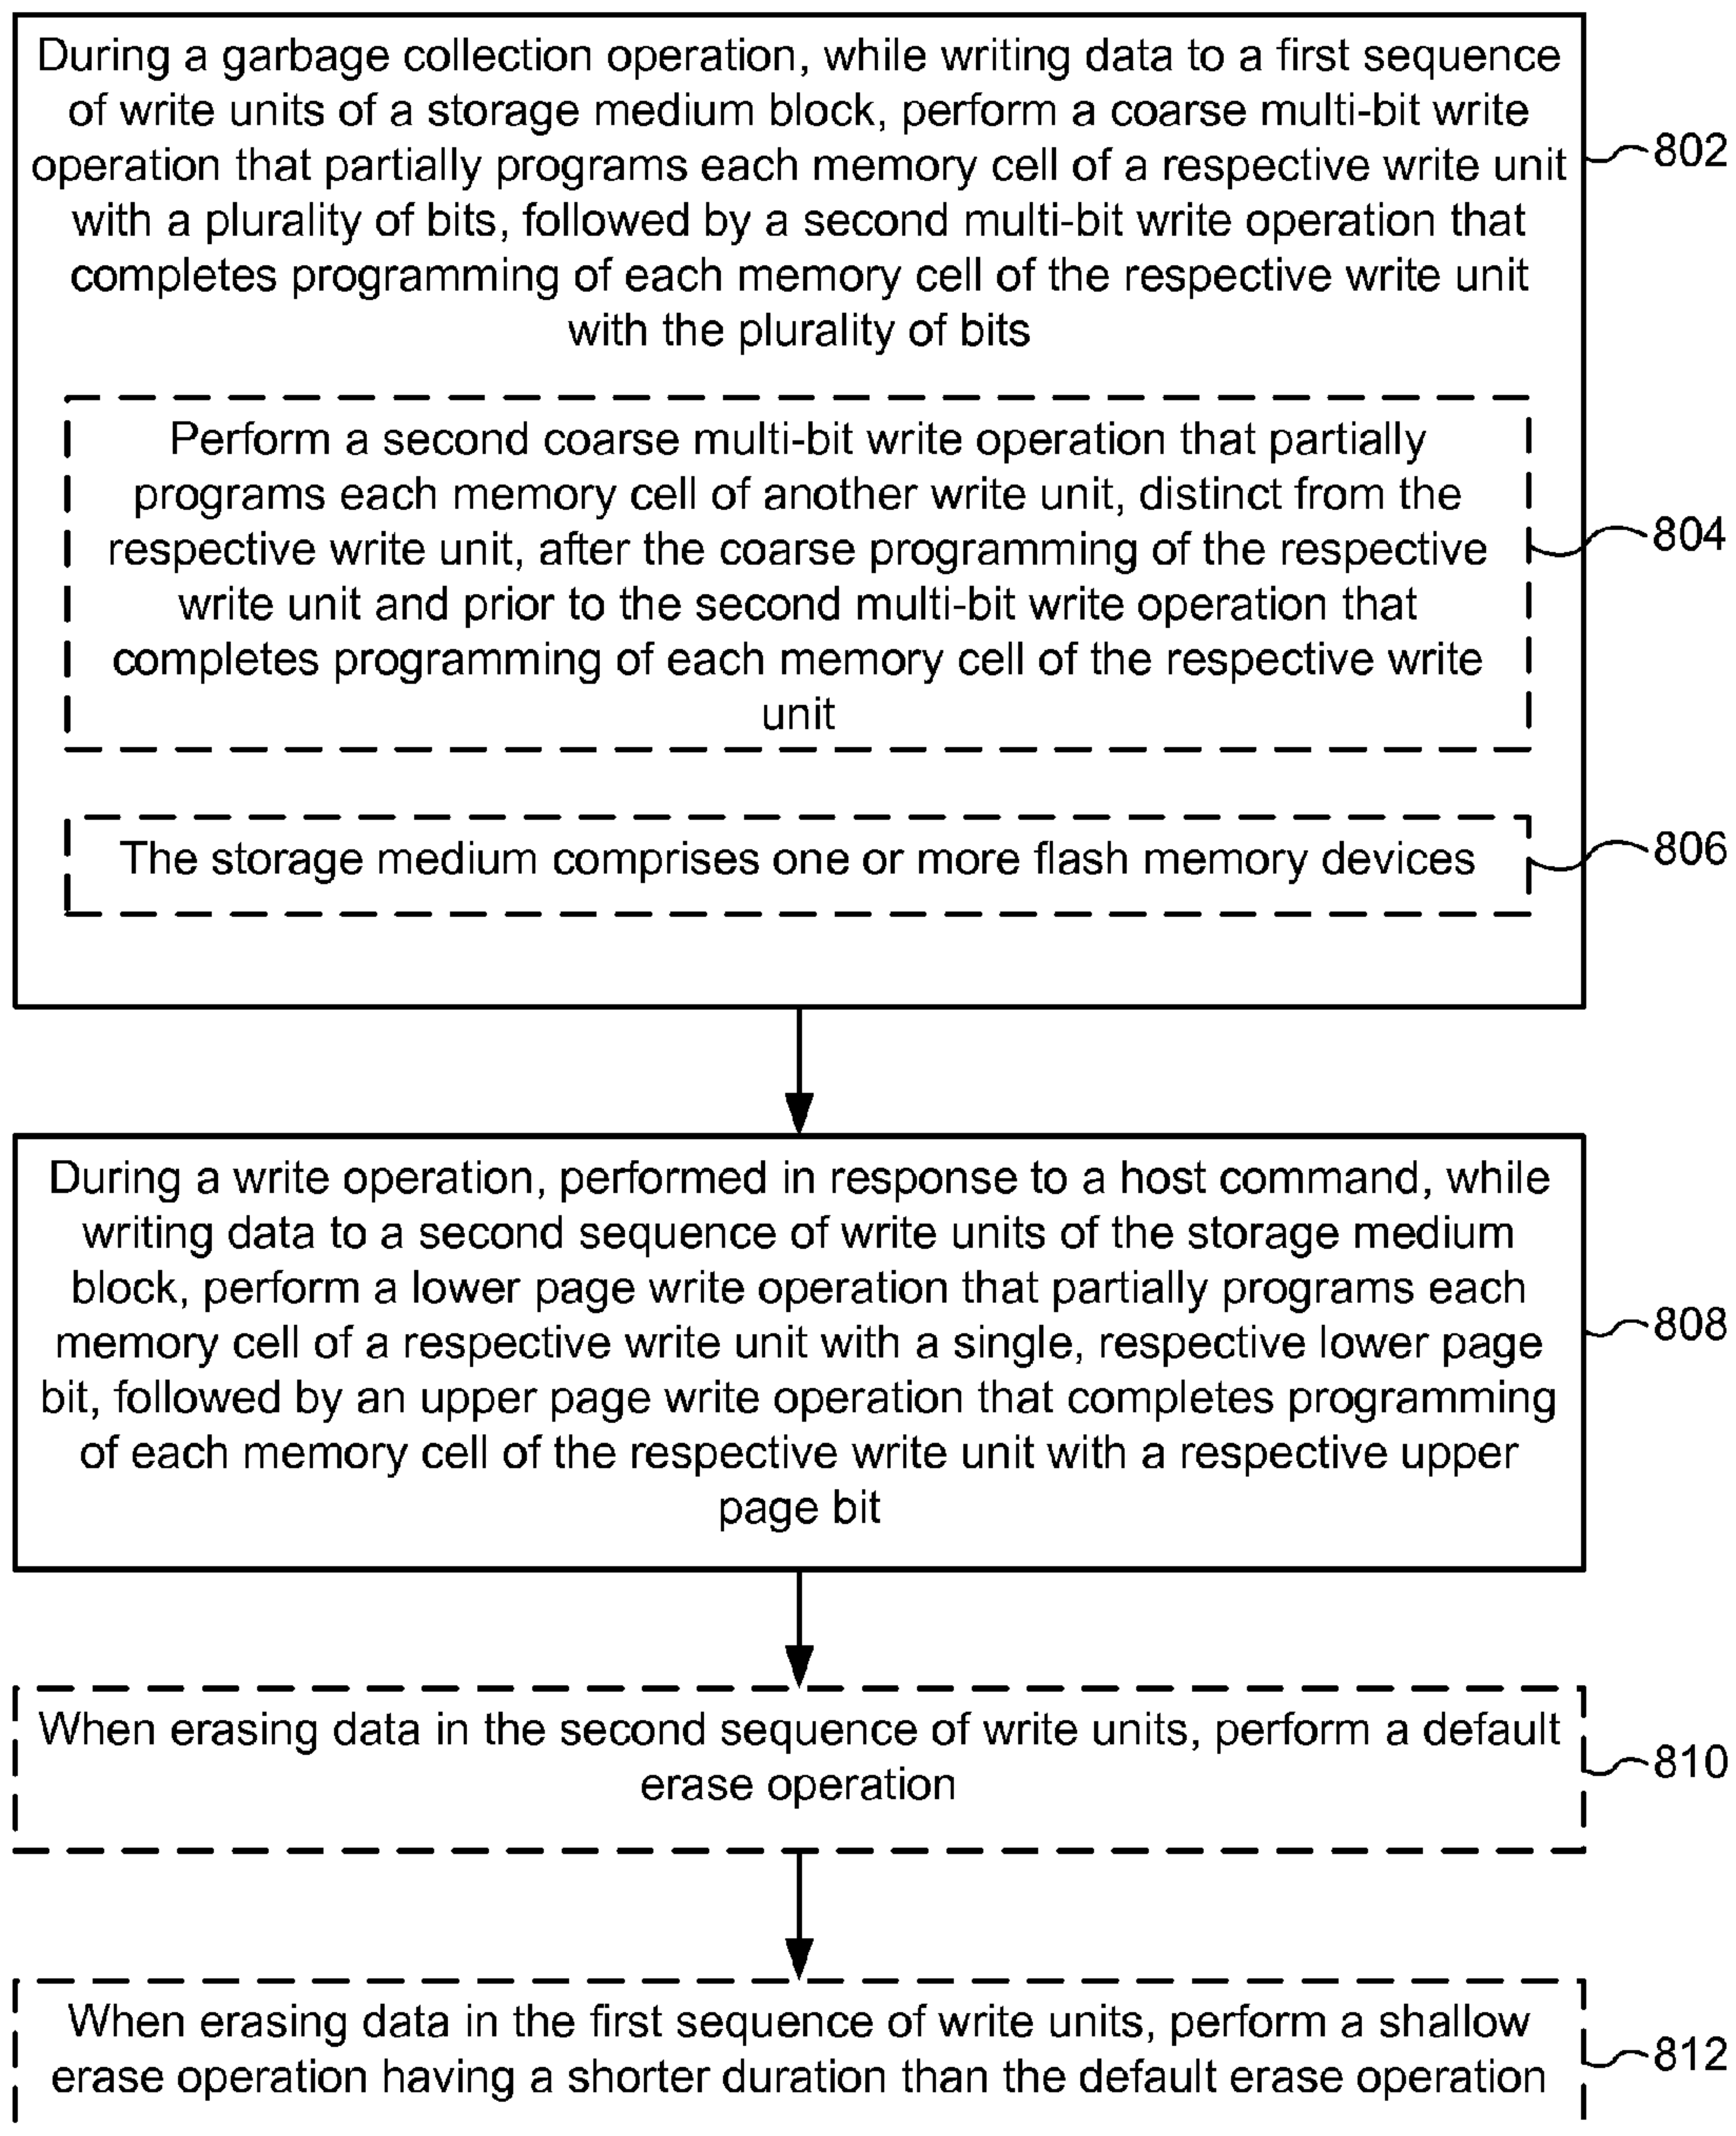 During a garbage collection operation, while writing data to a first sequence
of write units of a storage medium block, perform a coarse multi-bit write
operation that partially programs each memory cell of a respective write unit
with a plurality of bits, followed by a second multi-bit write operation that
completes programming of each memory cell of the respective write unit
with the plurality of bits
802
Perform a second coarse multi-bit write operation that partially
programs each memory cell of another write unit, distinct from the
respective write unit, after the coarse programming of the respective
write unit and prior to the second multi-bit write operation that
completes programming of each memory cell of the respective write
unit
804
The storage medium comprises one or more flash memory devices
806
During a write operation, performed in response to a host command, while
writing data to a second sequence of write units of the storage medium
block, perform a lower page write operation that partially programs each
memory cell of a respective write unit with a single, respective lower page
bit, followed by an upper page write operation that completes programming
of each memory cell of the respective write unit with a respective upper
page bit
808
When erasing data in the second sequence of write units, perform a default
erase operation
810
When erasing data in the first sequence of write units, perform a shallow
erase operation having a shorter duration than the default erase operation
812